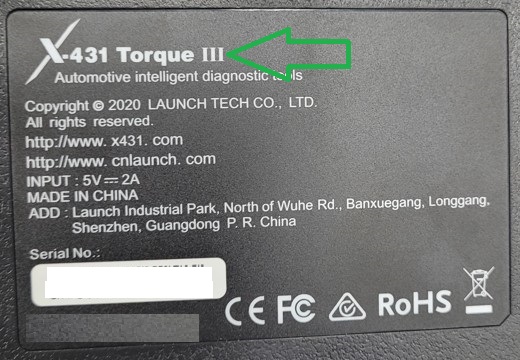 X-431 Torque III
Automotive intelligent diagnostic tools
Copyright © 2020 LAUNCH TECH CO., LTD.
All rights reserved.
http://www. x431. com
http://www. cnlaunch. com
INPUT : 5V⎓2A
MADE IN CHINA
ADD : Launch Industrial Park, North of Wuhe Rd., Banxuegang, Longgang,
Shenzhen, Guangdong P. R. China
Serial No.:
CE FC RoHS